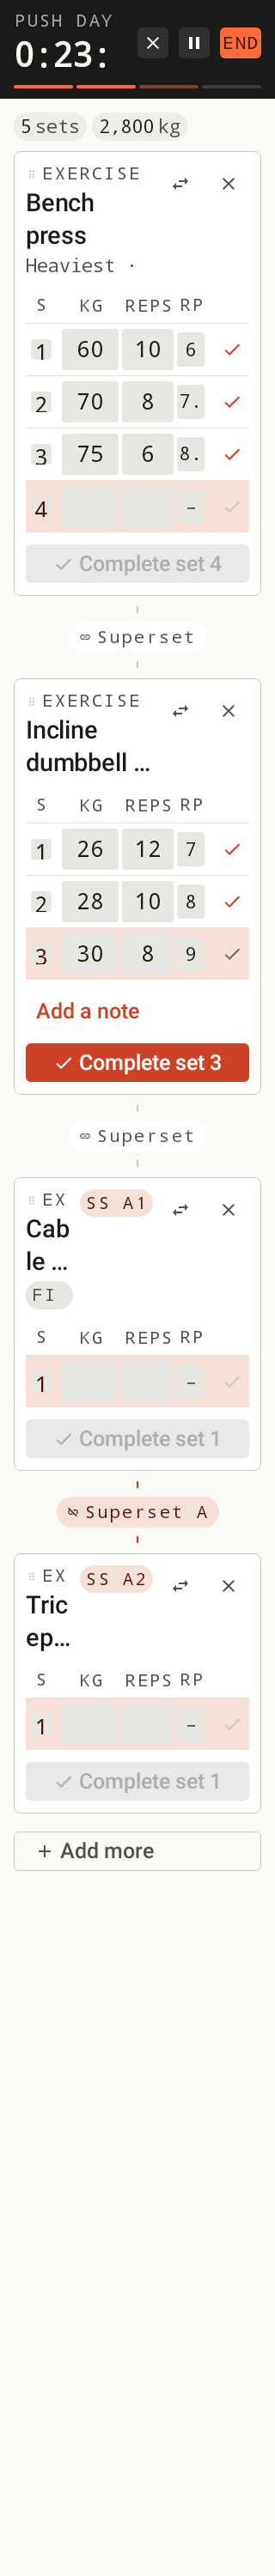 PUSH DAY
0:23:
END
5 sets 2,800 kg
EXERCISE
Bench
press
Heaviest ·
S KG REPS RP
1 60 10 6
2 70 8 7.
3 75 6 8.
4 –
Complete set 4
Superset
EXERCISE
Incline
dumbbell …
S KG REPS RP
1 26 12 7
2 28 10 8
3 30 8 9
Add a note
Complete set 3
Superset
EX SS A1
Cab
le …
FI
S KG REPS RP
1 –
Complete set 1
Superset A
EX SS A2
Tric
ep…
S KG REPS RP
1 –
Complete set 1
Add more